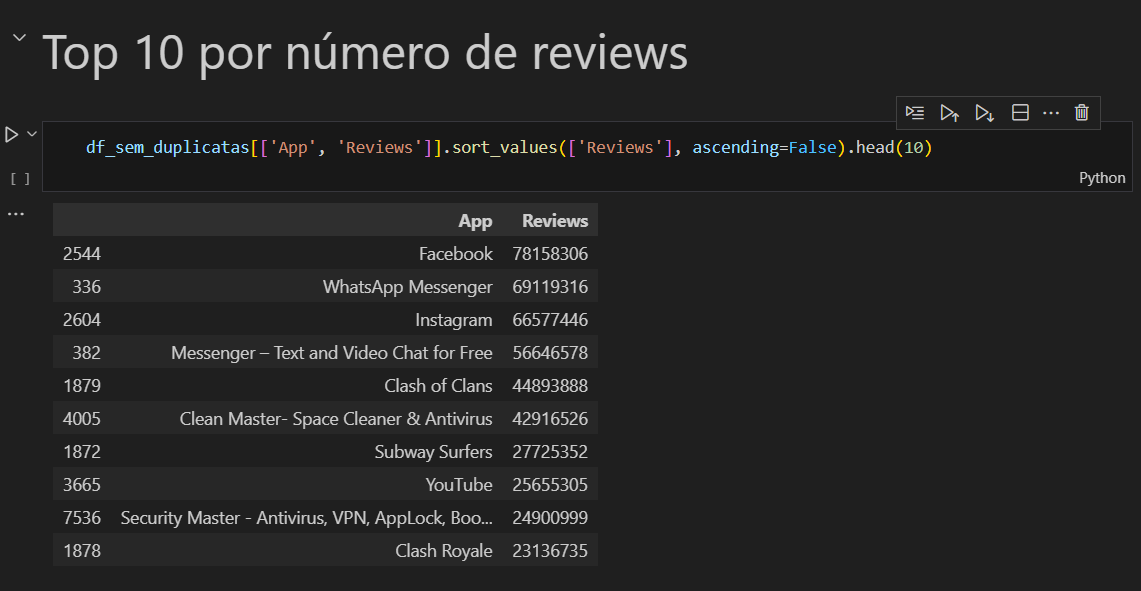 Top 10 por número de reviews
df_sem_duplicatas[['App', 'Reviews']].sort_values(['Reviews'], ascending=False).head(10)
[ ]
Python
...
App Reviews
2544 Facebook 78158306
336 WhatsApp Messenger 69119316
2604 Instagram 66577446
382 Messenger – Text and Video Chat for Free 56646578
1879 Clash of Clans 44893888
4005 Clean Master- Space Cleaner & Antivirus 42916526
1872 Subway Surfers 27725352
3665 YouTube 25655305
7536 Security Master - Antivirus, VPN, AppLock, Boo... 24900999
1878 Clash Royale 23136735